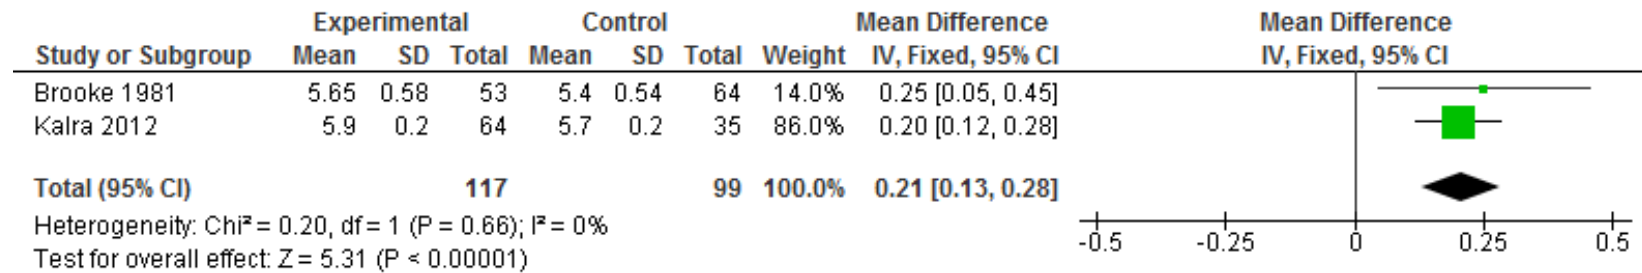 Experimental Control Mean Difference Mean Difference
Study or Subgroup Mean SD Total Mean SD Total Weight IV, Fixed, 95% CI IV, Fixed, 95% CI
Brooke 1981 5.65 0.58 53 5.4 0.54 64 14.0% 0.25 [0.05, 0.45]
Kalra 2012 5.9 0.2 64 5.7 0.2 35 86.0% 0.20 [0.12, 0.28]
Total (95% CI) 117 99 100.0% 0.21 [0.13, 0.28]
Heterogeneity: Chi² = 0.20, df = 1 (P = 0.66); I² = 0%
-0.5 -0.25 0 0.25 0.5
Test for overall effect: Z = 5.31 (P < 0.00001)